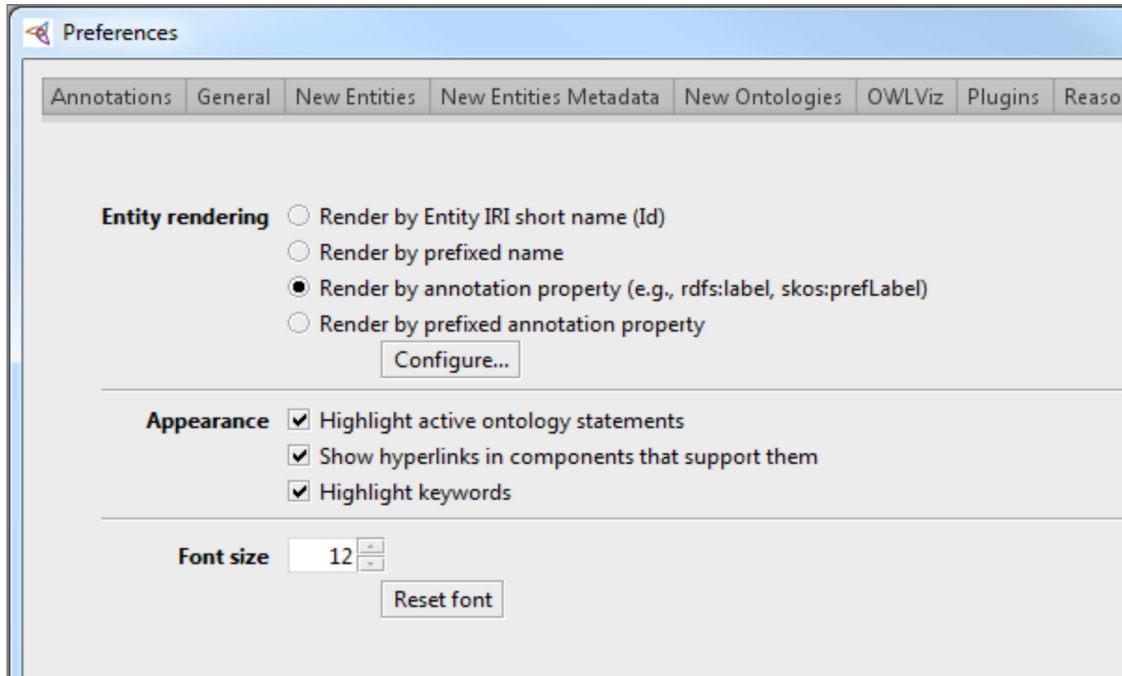 Preferences
Annotations General New Entities New Entities Metadata New Ontologies OWLViz Plugins Reaso
Entity rendering Render by Entity IRI short name (Id)
Render by prefixed name
Render by annotation property (e.g., rdfs:label, skos:prefLabel)
Render by prefixed annotation property
Configure...
Appearance Highlight active ontology statements
Show hyperlinks in components that support them
Highlight keywords
Font size 12
Reset font